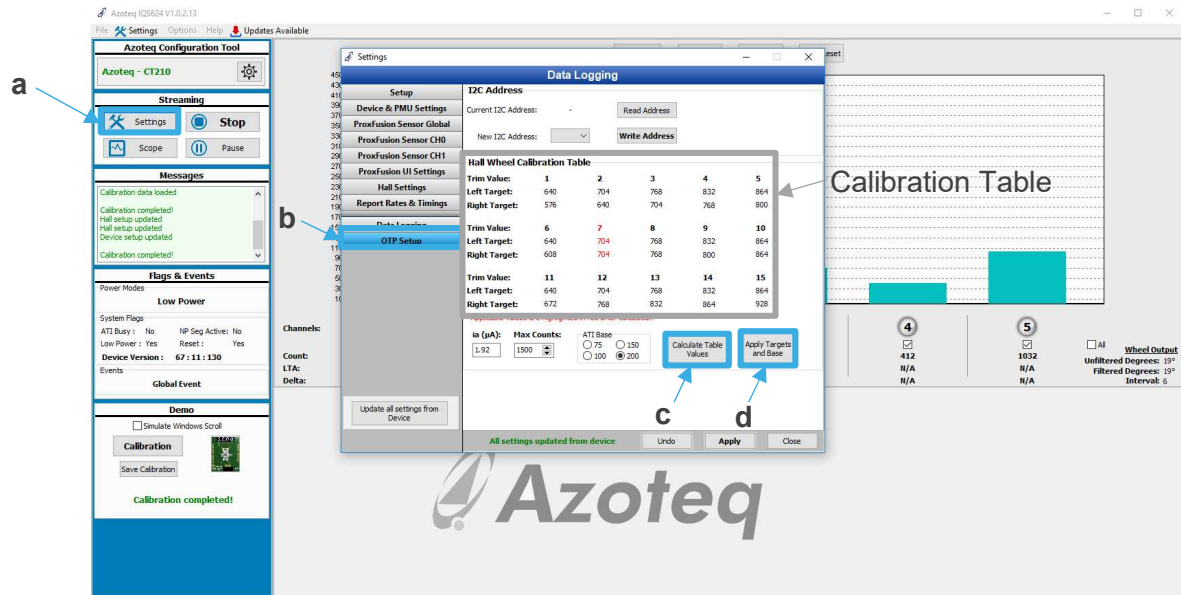 Azoteq IQS624 V1.0.2.13
File Settings Options Help Updates Available
Azoteq Configuration Tool
Azoteq - CT210
a
Streaming
Settings Stop
Scope Pause
Messages
Calibration data loaded
Calibration completed!
Hall setup updated
Hall setup updated
Device setup updated
Calibration completed!
Flags & Events
Power Modes
Low Power
System Flags
ATI Busy : No NP Seg Active: No
Low Power : Yes Reset : Yes
Device Version : 67 : 11 : 130
Events
Global Event
Demo
Simulate Windows Scroll
Calibration
Save Calibration
Calibration completed!
Settings
Data Logging
Setup
Device & PMU Settings
ProxFusion Sensor Global
ProxFusion Sensor CH0
ProxFusion Sensor CH1
ProxFusion UI Settings
Hall Settings
Report Rates & Timings
Data Logging
b
OTP Setup
Update all settings from
Device
I2C Address
Current I2C Address: - Read Address
New I2C Address: Write Address
Hall Wheel Calibration Table
Trim Value: 1 2 3 4 5
Left Target: 640 704 768 832 864
Right Target: 576 640 704 768 800
Trim Value: 6 7 8 9 10
Left Target: 640 704 768 832 864
Right Target: 608 704 768 800 864
Trim Value: 11 12 13 14 15
Left Target: 640 704 768 832 864
Right Target: 672 768 832 864 928
Calibration Table
ia (µA): Max Counts: ATI Base
1.92 1500 75 150 100 200
Calculate Table
Values
Apply Targets
and Base
c d
All settings updated from device Undo Apply Close
Channels: 4 5
All Wheel Output
Count: 412 1032 Unfiltered Degrees: 19°
LTA: N/A N/A Filtered Degrees: 19°
Delta: N/A N/A Interval: 6
Azoteq